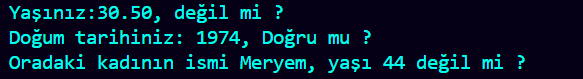 Yaşınız:30.50, değil mi ?
Doğum tarihiniz: 1974, Doğru mu ?
Oradaki kadının ismi Meryem, yaşı 44 değil mi ?